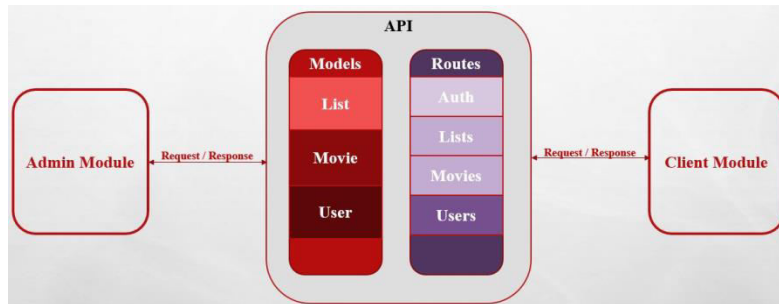 API
Models
Routes
List
Auth
Lists
Admin Module
Request / Response
Movie
Movies
Request / Response
Client Module
User
Users